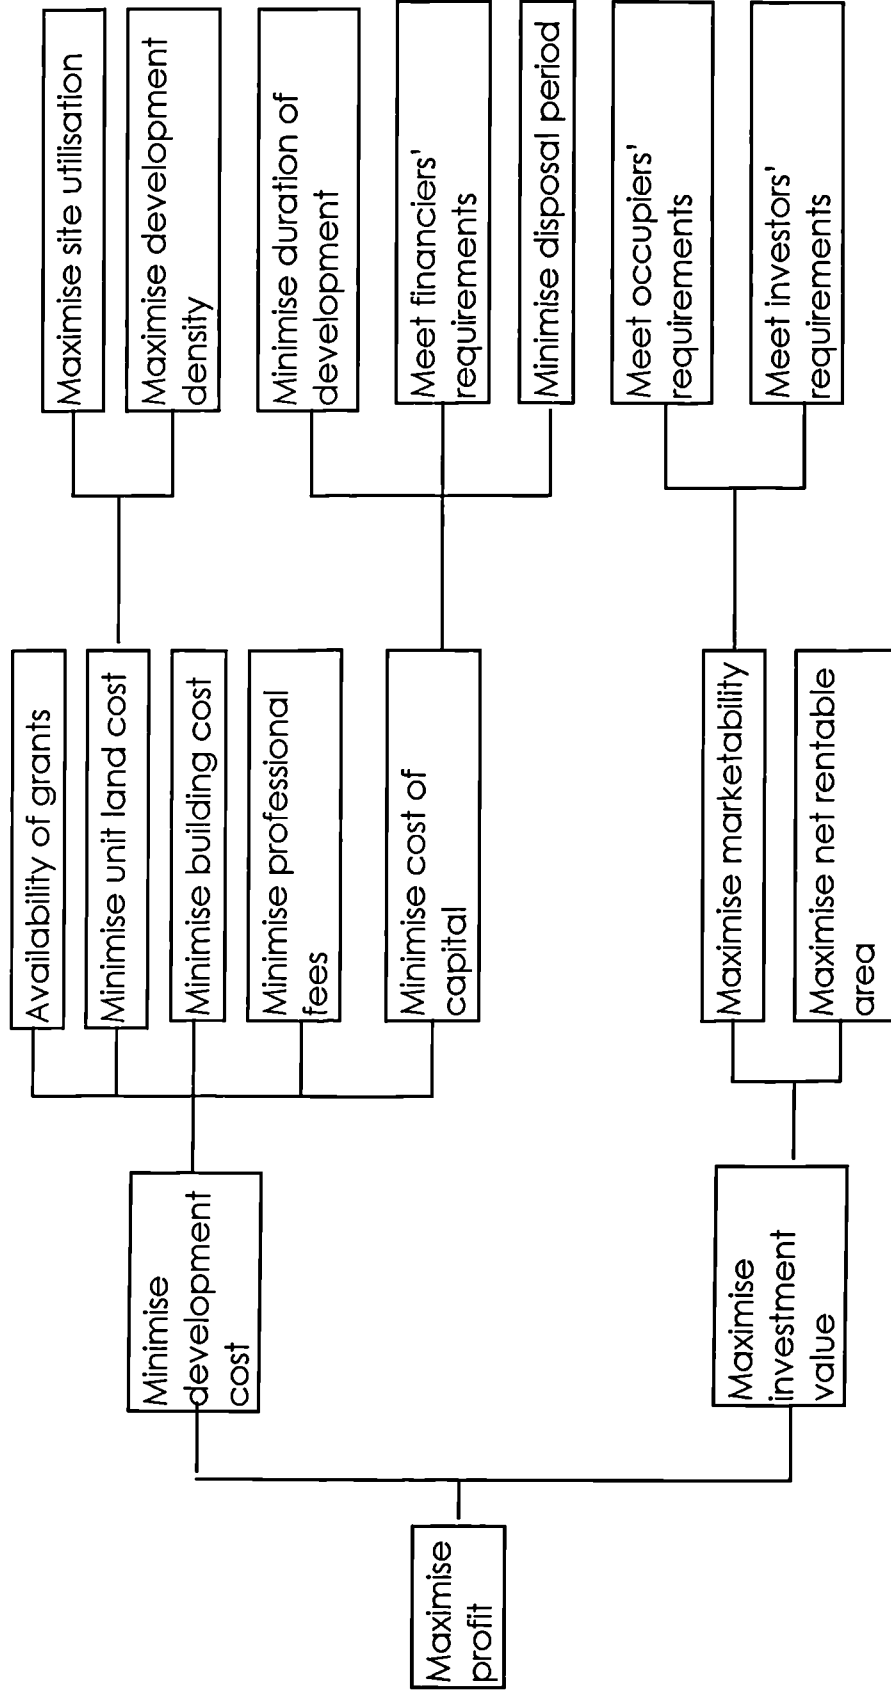 Maximise
profit
Minimise
development
cost
Maximise
investment
value
Availability of grants
Minimise unit land cost
Minimise building cost
Minimise professional
fees
Minimise cost of
capital
Maximise marketability
Maximise net rentable
area
Maximise site utilisation
Maximise development
density
Minimise duration of
development
Meet financiers'
requirements
Minimise disposal period
Meet occupiers'
requirements
Meet investors'
requirements